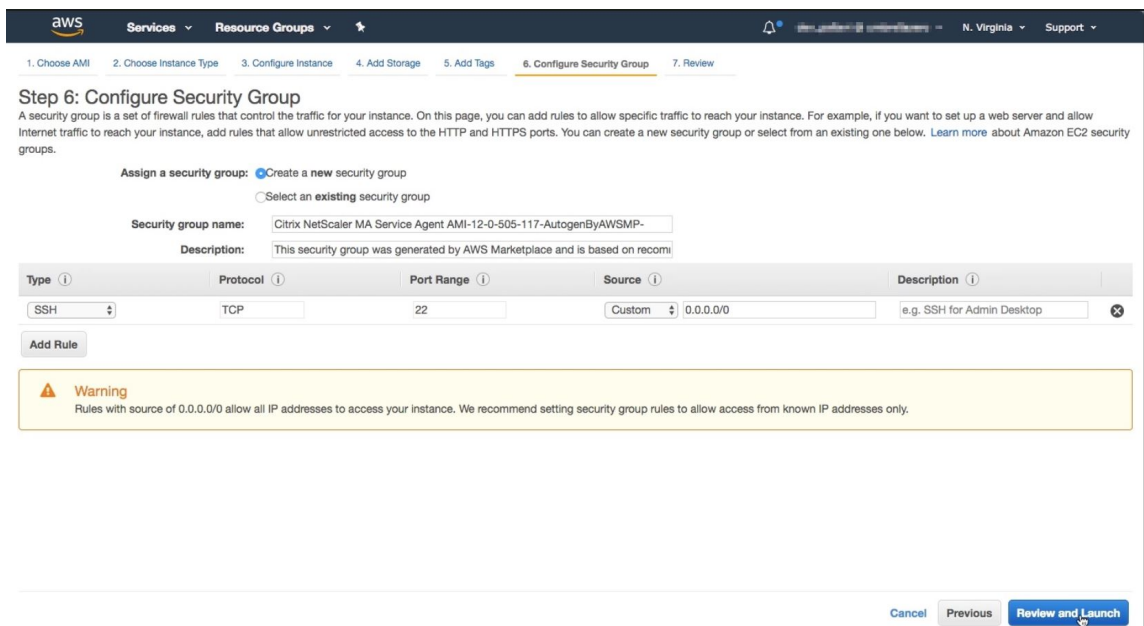 aws Services Resource Groups N. Virginia Support
1. Choose AMI 2. Choose Instance Type 3. Configure Instance 4. Add Storage 5. Add Tags 6. Configure Security Group 7. Review
Step 6: Configure Security Group
A security group is a set of firewall rules that control the traffic for your instance. On this page, you can add rules to allow specific traffic to reach your instance. For example, if you want to set up a web server and allow
Internet traffic to reach your instance, add rules that allow unrestricted access to the HTTP and HTTPS ports. You can create a new security group or select from an existing one below. Learn more about Amazon EC2 security
groups.
Assign a security group: Create a new security group
Select an existing security group
Security group name: Citrix NetScaler MA Service Agent AMI-12-0-505-117-AutogenByAWSMP-
Description: This security group was generated by AWS Marketplace and is based on recom
Type Protocol Port Range Source Description
SSH TCP 22 Custom 0.0.0.0/0 e.g. SSH for Admin Desktop
Add Rule
Warning
Rules with source of 0.0.0.0/0 allow all IP addresses to access your instance. We recommend setting security group rules to allow access from known IP addresses only.
Cancel Previous Review and Launch